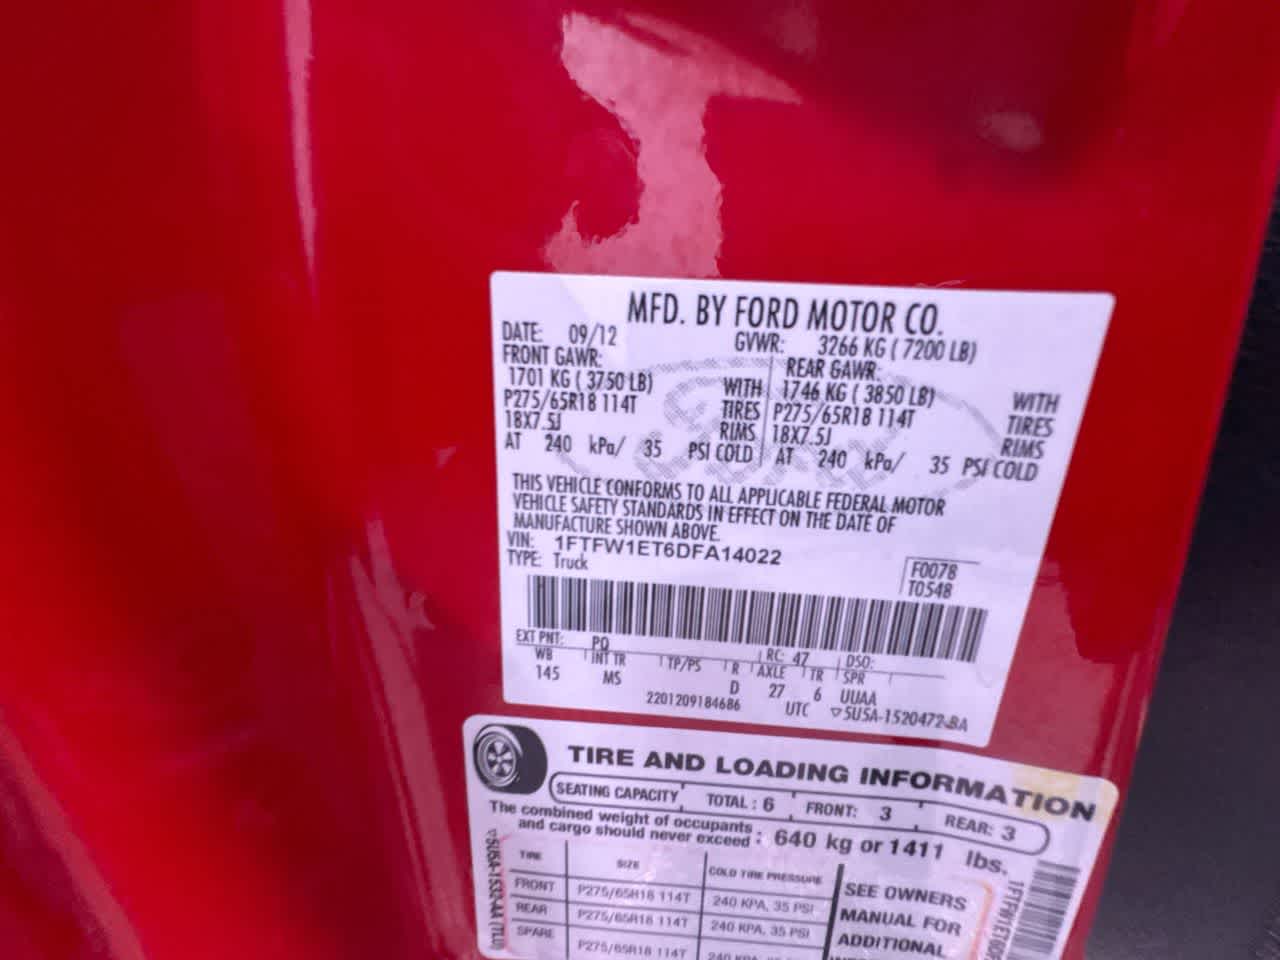 MFD. BY FORD MOTOR CO.
DATE: 09/12 GVWR: 3266 KG ( 7200 LB)
FRONT GAWR: REAR GAWR:
1701 KG ( 3750 LB) WITH 1746 KG ( 3850 LB) WITH
P275/65R18 114T TIRES P275/65R18 114T TIRES
18X7.5J RIMS 18X7.5J RIMS
AT 240 kPa/ 35 PSI COLD AT 240 kPa/ 35 PSI COLD
THIS VEHICLE CONFORMS TO ALL APPLICABLE FEDERAL MOTOR
VEHICLE SAFETY STANDARDS IN EFFECT ON THE DATE OF
MANUFACTURE SHOWN ABOVE.
VIN: 1FTFW1ET6DFA14022
TYPE: Truck
F0078
T0548
EXT PNT: PQ RC: 47 DSO:
WB INT TR TP/PS R AXLE TR SPR
145 MS D 27 6 UUAA
2201209184686 UTC ▽5U5A-1520472-BA
TIRE AND LOADING INFORMATION
SEATING CAPACITY TOTAL : 6 FRONT: 3 REAR: 3
The combined weight of occupants
and cargo should never exceed : 640 kg or 1411 lbs.
TIRE SIZE COLD TIRE PRESSURE
FRONT P275/65R18 114T 240 KPA, 35 PSI
REAR P275/65R18 114T 240 KPA, 35 PSI
SPARE P275/65R18 114T 240 KPA, 35 PSI
SEE OWNERS
MANUAL FOR
ADDITIONAL
▽5U5A-1532-AA (TLU)